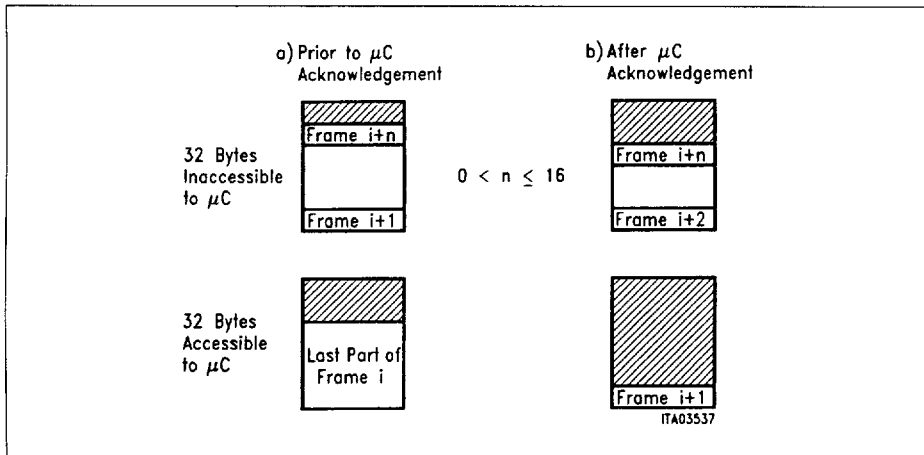 a) Prior to μC
Acknowledgement
b) After μC
Acknowledgement
32 Bytes
Inaccessible
to μC
Frame i+n
Frame i+1
0 < n ≤ 16
Frame i+n
Frame i+2
32 Bytes
Accessible
to μC
Last Part of
Frame i
Frame i+1
ITA03537